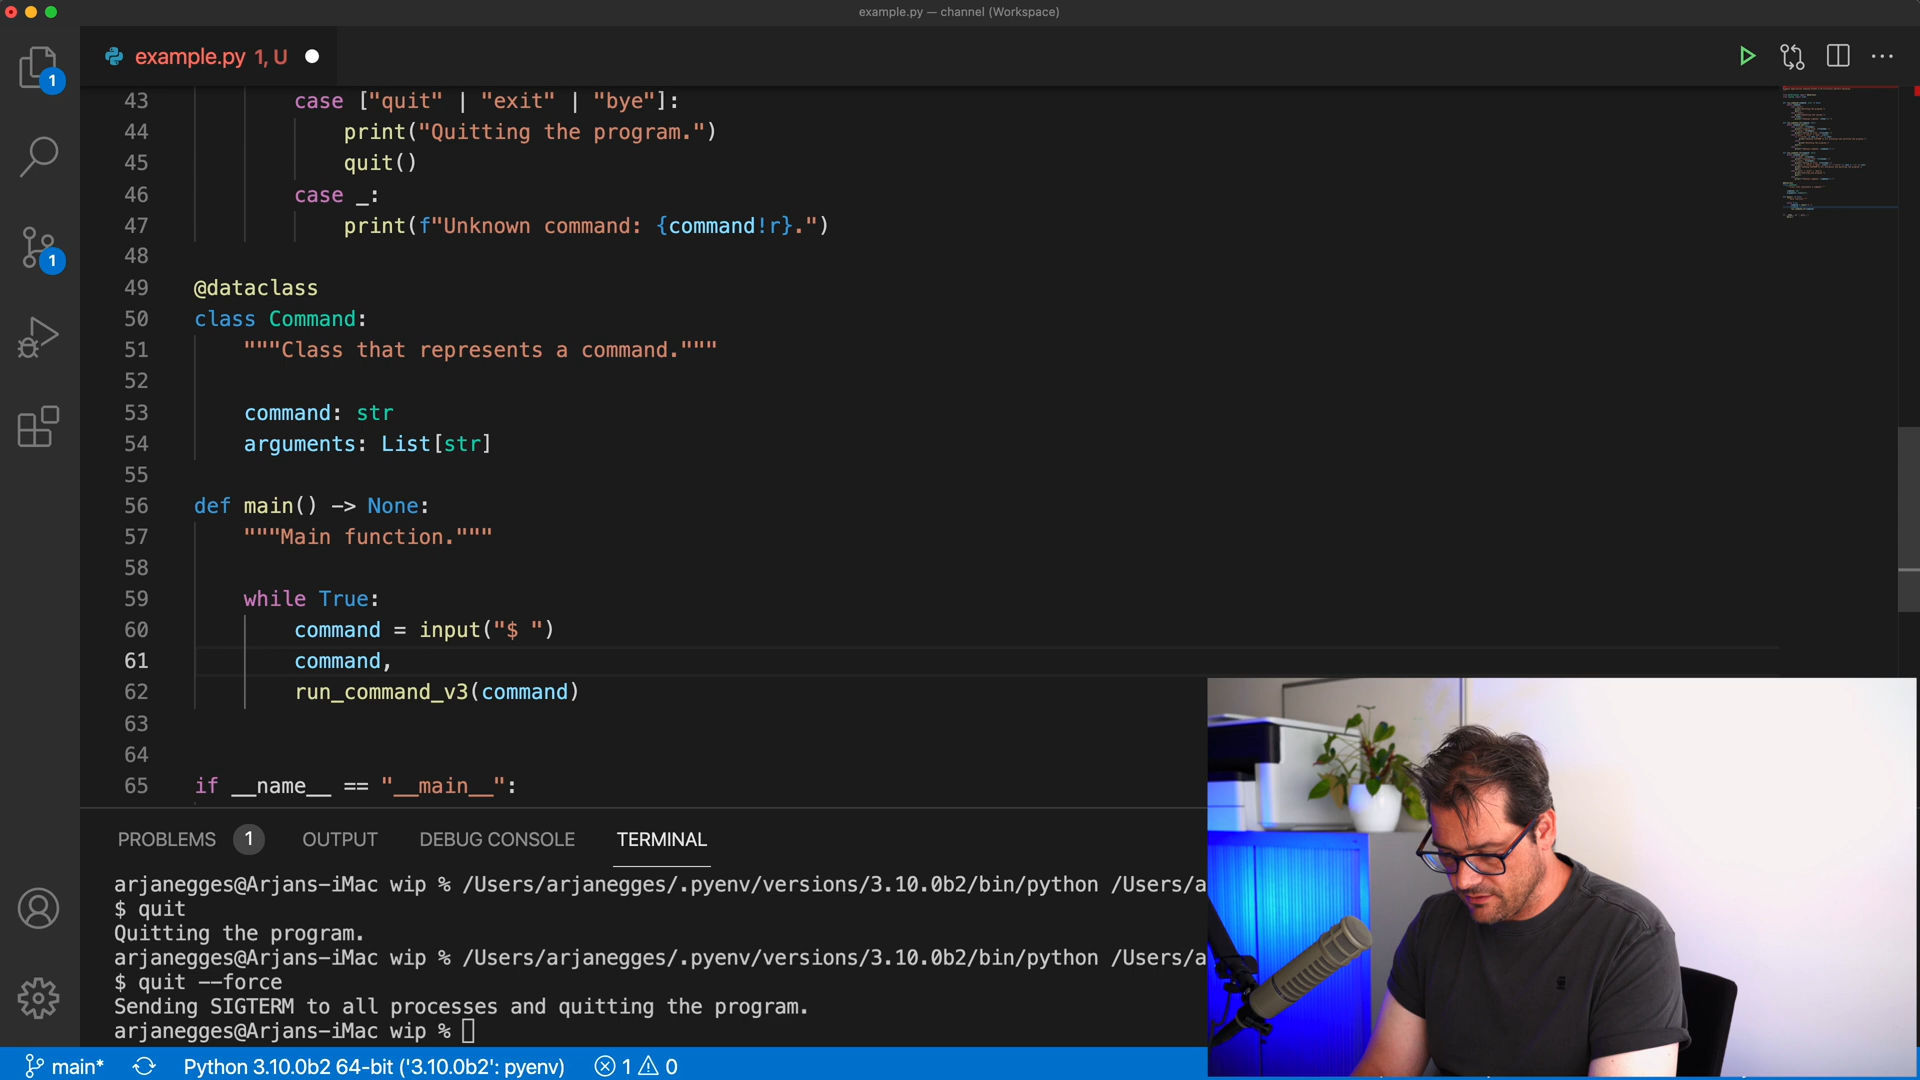 example.py — channel (Workspace)
example.py 1, U
1
1
43 case ["quit" | "exit" | "bye"]:
44 print("Quitting the program.")
45 quit()
46 case _:
47 print(f"Unknown command: {command!r}.")
48
49 @dataclass
50 class Command:
51 """Class that represents a command."""
52
53 command: str
54 arguments: List[str]
55
56 def main() -> None:
57 """Main function."""
58
59 while True:
60 command = input("$ ")
61 command,
62 run_command_v3(command)
63
64
65 if __name__ == "__main__":
PROBLEMS 1 OUTPUT DEBUG CONSOLE TERMINAL
arjanegges@Arjans-iMac wip % /Users/arjanegges/.pyenv/versions/3.10.0b2/bin/python /Users/a
$ quit
Quitting the program.
arjanegges@Arjans-iMac wip % /Users/arjanegges/.pyenv/versions/3.10.0b2/bin/python /Users/a
$ quit --force
Sending SIGTERM to all processes and quitting the program.
arjanegges@Arjans-iMac wip %
main* Python 3.10.0b2 64-bit ('3.10.0b2': pyenv) 1 0